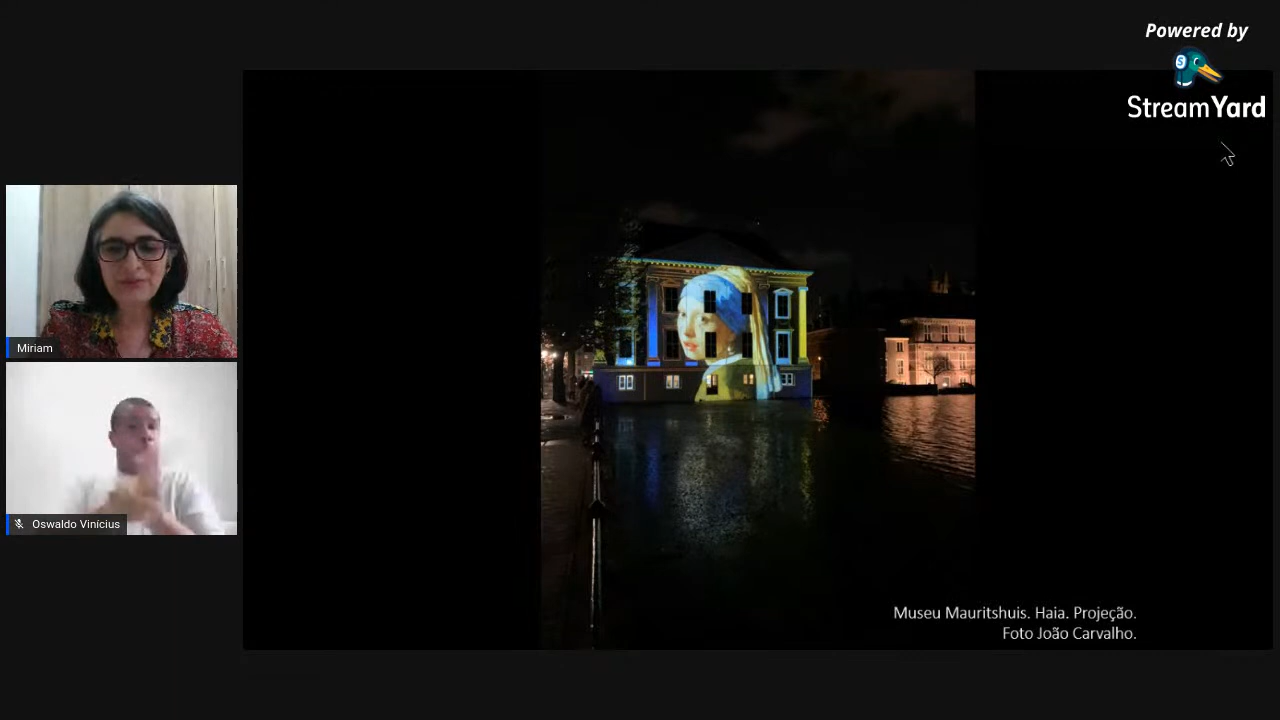 Powered by
StreamYard
Miriam
Oswaldo Vinícius
Museu Mauritshuis. Haia. Projeção.
Foto João Carvalho.